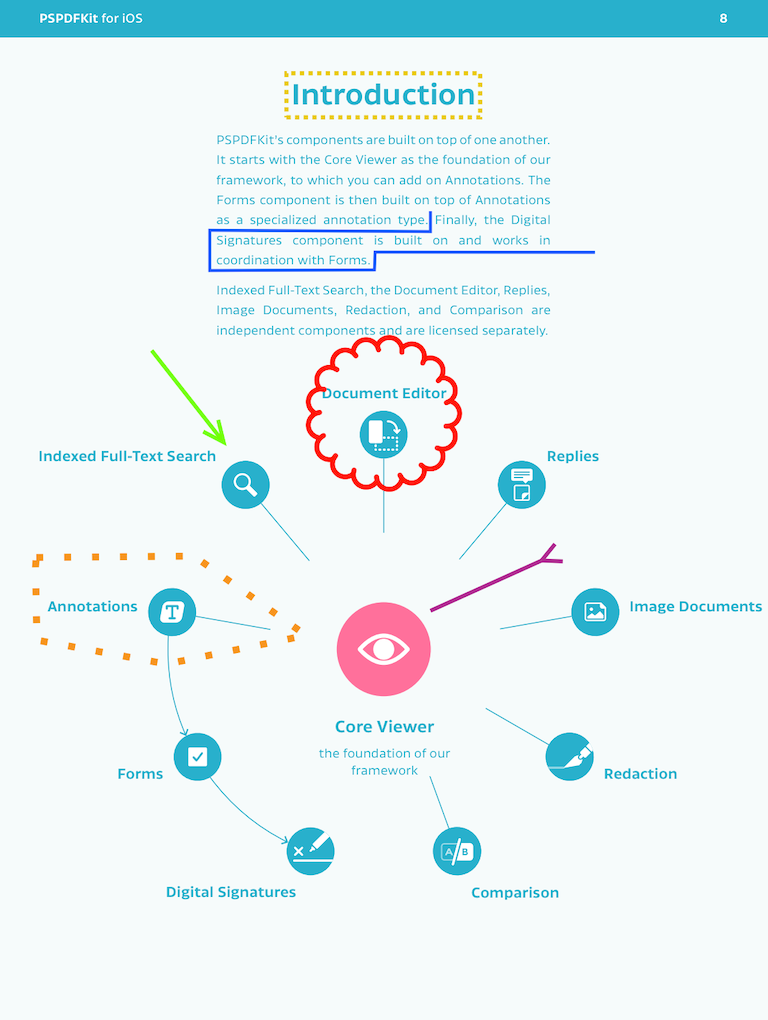 PSPDFKit for iOS
8
Introduction
PSPDFKit's components are built on top of one another.
It starts with the Core Viewer as the foundation of our
framework, to which you can add on Annotations. The
Forms component is then built on top of Annotations
as a specialized annotation type. Finally, the Digital
Signatures component is built on and works in
coordination with Forms.
Indexed Full-Text Search, the Document Editor, Replies,
Image Documents, Redaction, and Comparison are
independent components and are licensed separately.
Document Editor
Indexed Full-Text Search
Replies
Annotations
T
Image Documents
Core Viewer
the foundation of our
framework
Forms
Redaction
A B
Digital Signatures
Comparison